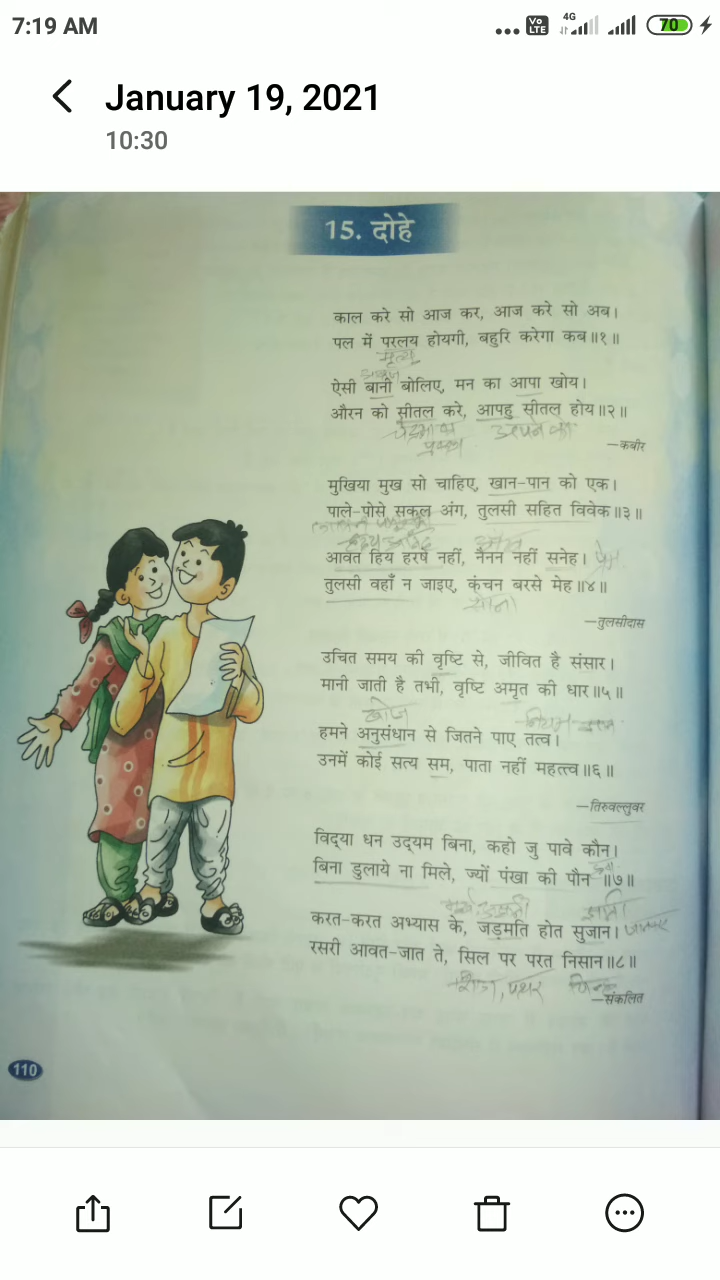 7:19 AM
Vo LTE 4G 70
January 19, 2021
10:30
15. दोहे
काल करे सो आज कर, आज करे सो अब।
पल में परलय होयगी, बहुरि करेगा कब॥१॥
मृत्यु
ऐसी बानी बोलिए, मन का आपा खोय।
औरन को सीतल करे, आपहु सीतल होय॥२॥
—कबीर
मुखिया मुख सो चाहिए, खान-पान को एक।
पाले-पोसे सकल अंग, तुलसी सहित विवेक॥३॥
आवत हिय हरषै नहीं, नैनन नहीं सनेह।
प्रेम
तुलसी वहाँ न जाइए, कंचन बरसे मेह॥४॥
सोना
—तुलसीदास
उचित समय की वृष्टि से, जीवित है संसार।
मानी जाती है तभी, वृष्टि अमृत की धार॥५॥
खोज
हमने अनुसंधान से जितने पाए तत्व।
उनमें कोई सत्य सम, पाता नहीं महत्त्व॥६॥
—तिरुवल्लुवर
विद्या धन उद्यम बिना, कहो जु पावे कौन।
बिना डुलाये ना मिले, ज्यों पंखा की पौन॥७॥
करत-करत अभ्यास के, जड़मति होत सुजान।
रसरी आवत-जात ते, सिल पर परत निसान॥८॥
पत्थर
—संकलित
110